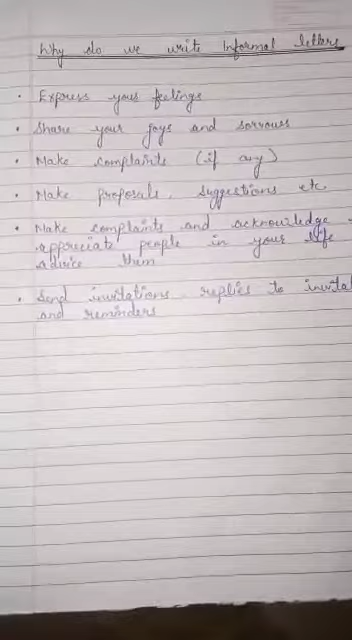 Why do we write Informal letters
• Express your feelings
• Share your joys and sorrows
• Make complaints (if any)
• Make proposals, suggestions etc
• Make complaints and acknowledge
appreciate people in your life
advice them
• Send invitations, replies to invita
and reminders